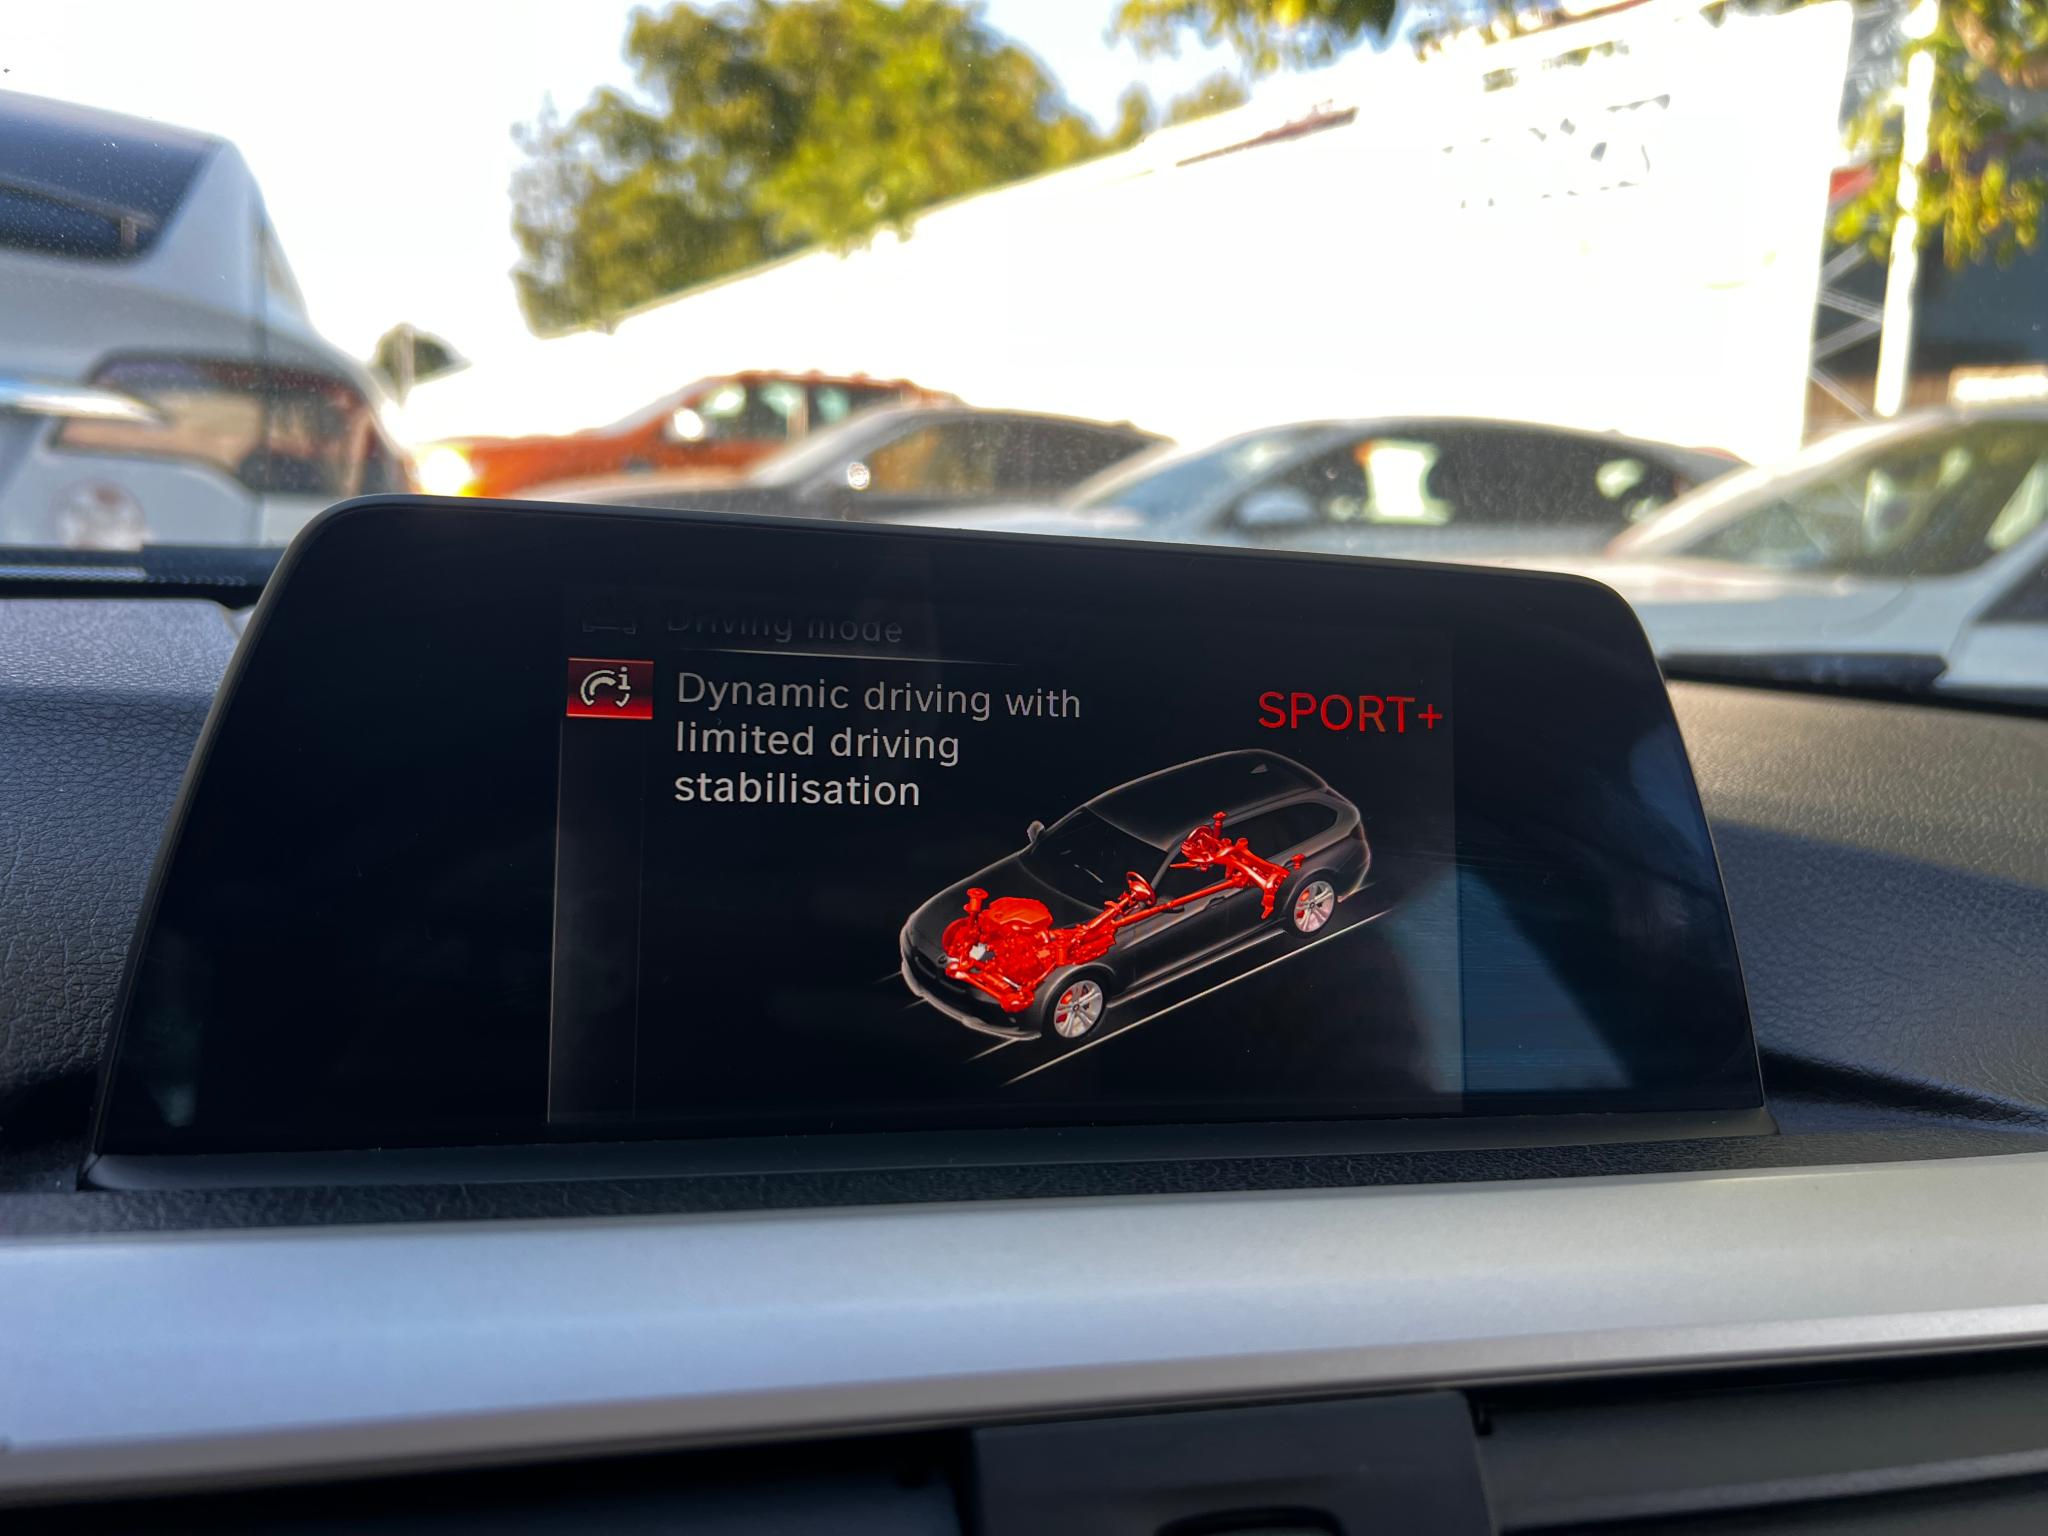 Driving mode
Dynamic driving with
limited driving
stabilisation
SPORT+